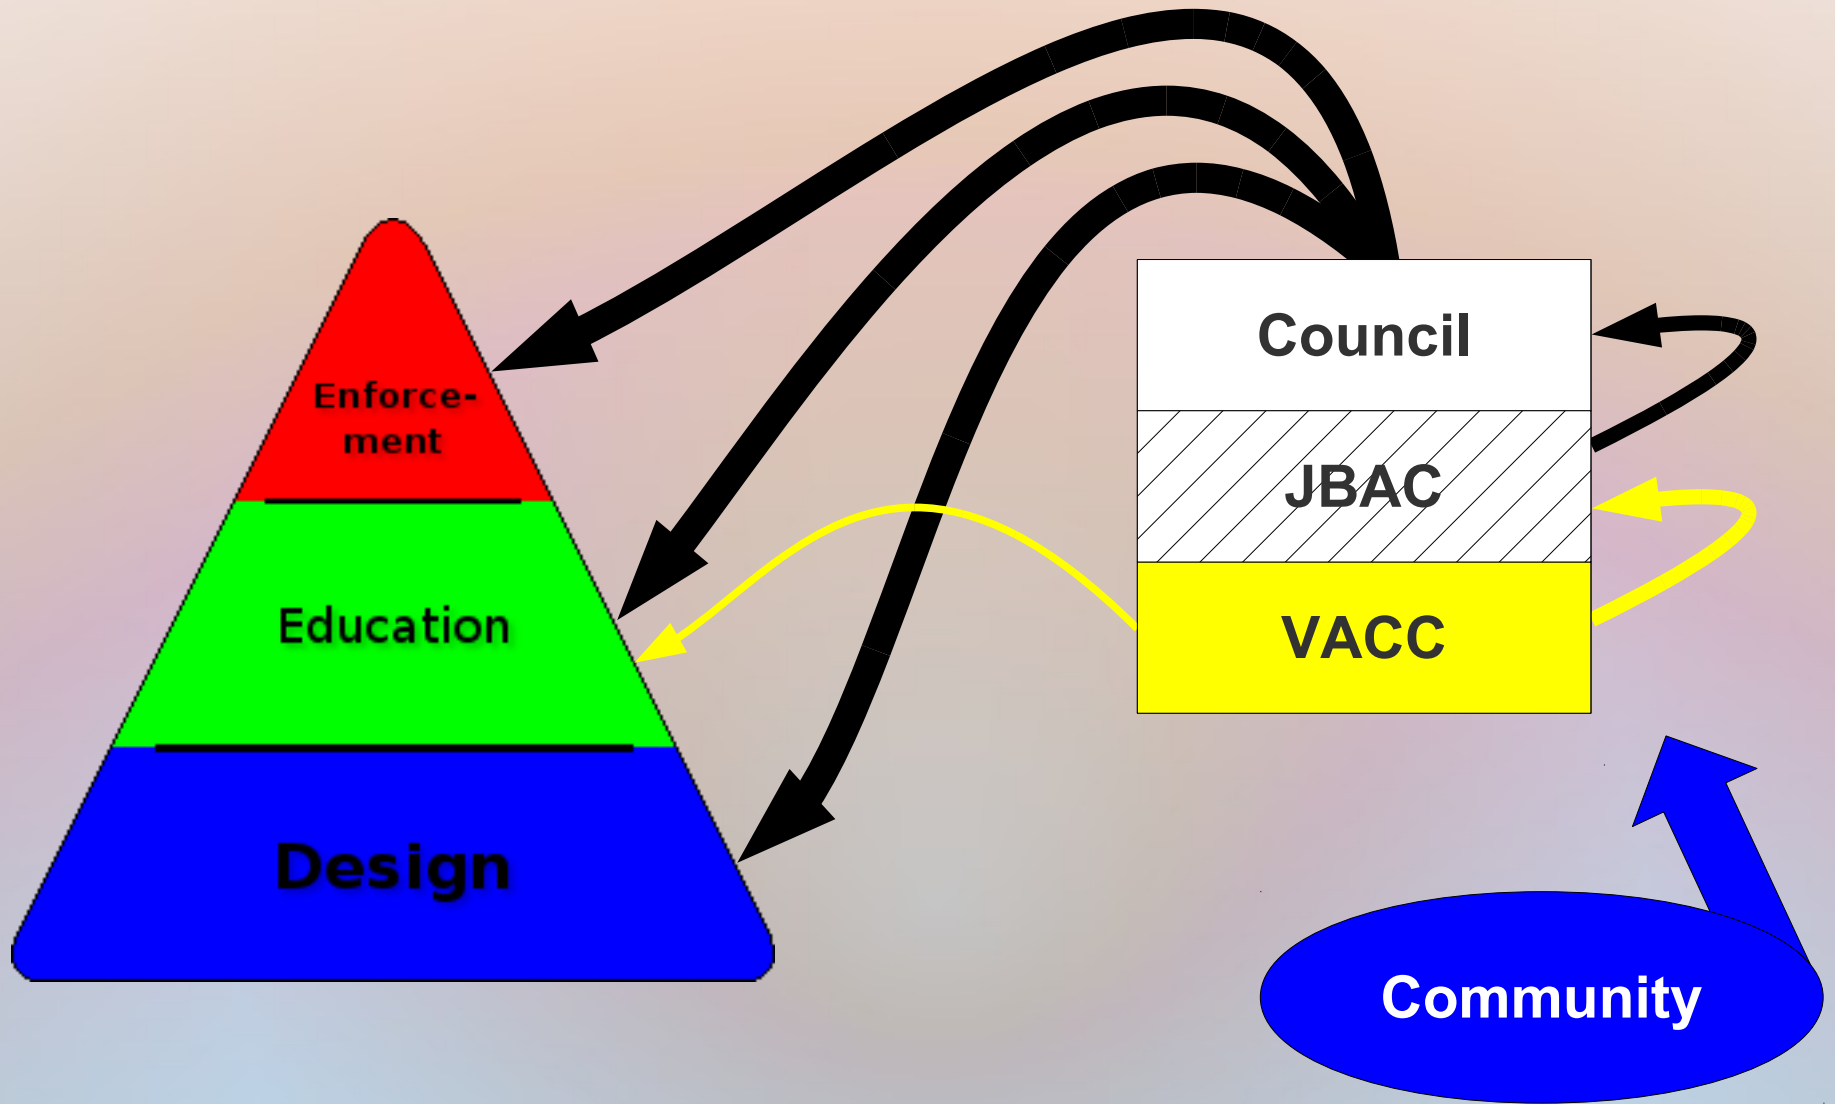 Enforce-
ment
Education
Design
Council
JBAC
VACC
Community